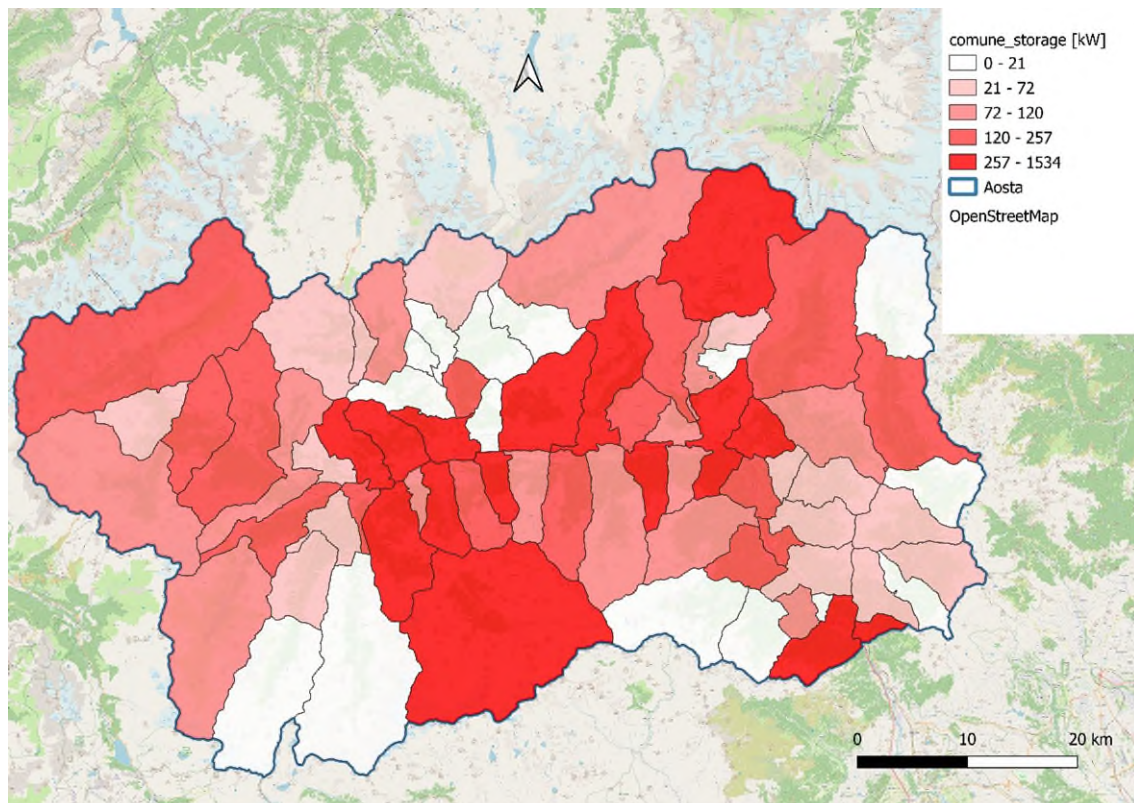 comune_storage [kW]
0 - 21
21 - 72
72 - 120
120 - 257
257 - 1534
Aosta
OpenStreetMap
0 10 20 km